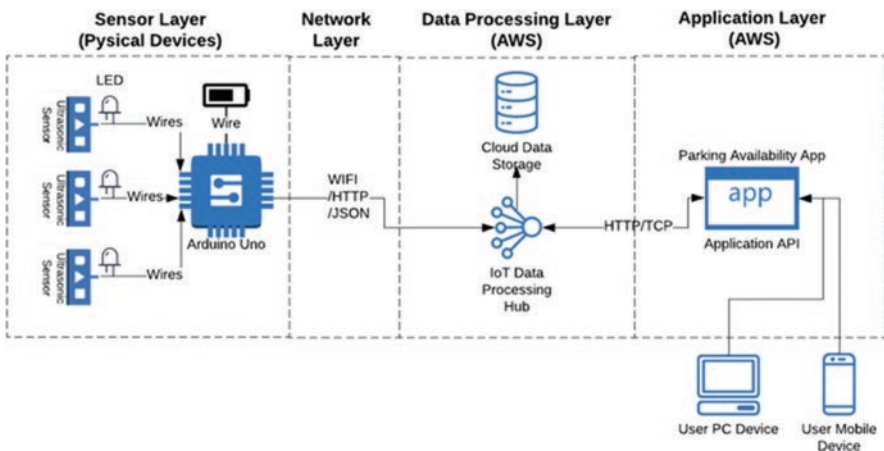 Sensor Layer
(Pysical Devices)
Network
Layer
Data Processing Layer
(AWS)
Application Layer
(AWS)
LED
Ultrasonic
Sensor
Wires
Wire
Ultrasonic
Sensor
Wires
Arduino Uno
Ultrasonic
Sensor
Wires
WIFI
/HTTP
/JSON
Cloud Data
Storage
IoT Data
Processing
Hub
HTTP/TCP
Parking Availability App
app
Application API
User PC Device
User Mobile
Device